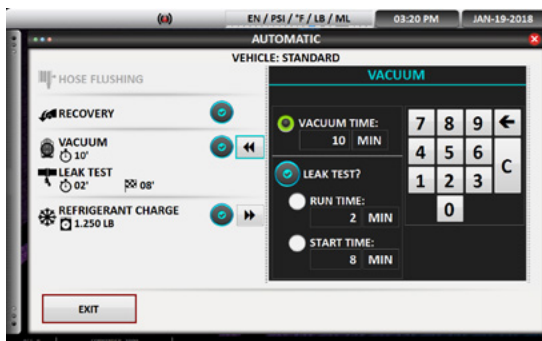 EN / PSI / °F / LB / ML
03:20 PM
JAN-19-2018
AUTOMATIC
VEHICLE: STANDARD
HOSE FLUSHING
RECOVERY
VACUUM
10'
LEAK TEST
02' 08'
REFRIGERANT CHARGE
1.250 LB
EXIT
VACUUM
VACUUM TIME:
10 MIN
LEAK TEST?
RUN TIME:
2 MIN
START TIME:
8 MIN
7 8 9
4 5 6 C
1 2 3
0